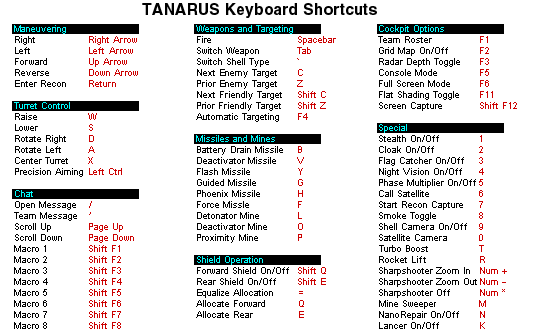 TANARUS Keyboard Shortcuts
Maneuvering
Right Right Arrow
Left Left Arrow
Forward Up Arrow
Reverse Down Arrow
Enter Recon Return
Turret Control
Raise W
Lower S
Rotate Right D
Rotate Left A
Center Turret X
Precision Aiming Left Ctrl
Chat
Open Message /
Team Message '
Scroll Up Page Up
Scroll Down Page Down
Macro 1 Shift F1
Macro 2 Shift F2
Macro 3 Shift F3
Macro 4 Shift F4
Macro 5 Shift F5
Macro 6 Shift F6
Macro 7 Shift F7
Macro 8 Shift F8
Weapons and Targeting
Fire Spacebar
Switch Weapon Tab
Switch Shell Type `
Next Enemy Target C
Prior Enemy Target Z
Next Friendly Target Shift C
Prior Friendly Target Shift Z
Automatic Targeting F4
Missiles and Mines
Battery Drain Missile B
Deactivator Missile V
Flash Missile Y
Guided Missile G
Phoenix Missile H
Force Missle F
Detonator Mine L
Deactivator Mine O
Proximity Mine P
Shield Operation
Forward Shield On/Off Shift Q
Rear Shield On/Off Shift E
Equalize Allocation =
Allocate Forward Q
Allocate Rear E
Cockpit Options
Team Roster F1
Grid Map On/Off F2
Radar Depth Toggle F3
Console Mode F5
Full Screen Mode F6
Flat Shading Toggle F11
Screen Capture Shift F12
Special
Stealth On/Off 1
Cloak On/Off 2
Flag Catcher On/Off 3
Night Vision On/Off 4
Phase Multiplier On/Off 5
Call Satellite 6
Start Recon Capture 7
Smoke Toggle 8
Shell Camera On/Off 9
Satellite Camera 0
Turbo Boost T
Rocket Lift R
Sharpshooter Zoom In Num +
Sharpshooter Zoom Out Num -
Sharpshooter Off Num *
Mine Sweeper M
NanoRepair On/Off N
Lancer On/Off K